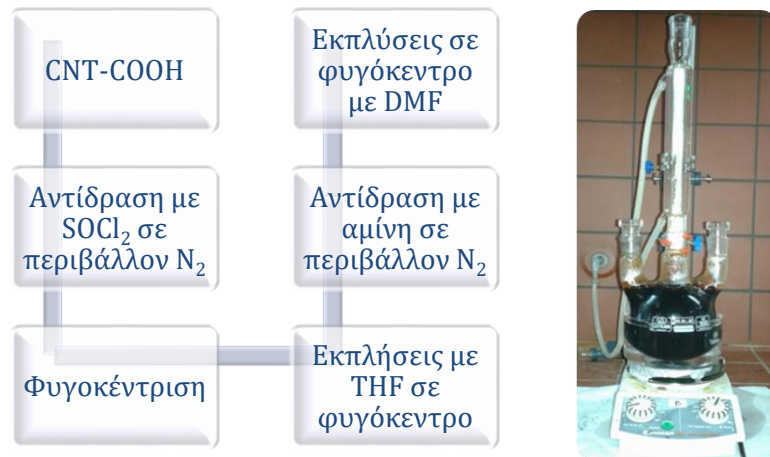 CNT-COOH
Αντίδραση με
SOCl₂ σε
περιβάλλον N₂
Φυγοκέντριση
Εκπλήσεις με
THF σε
φυγόκεντρο
Αντίδραση με
αμίνη σε
περιβάλλον N₂
Εκπλύσεις σε
φυγόκεντρο
με DMF